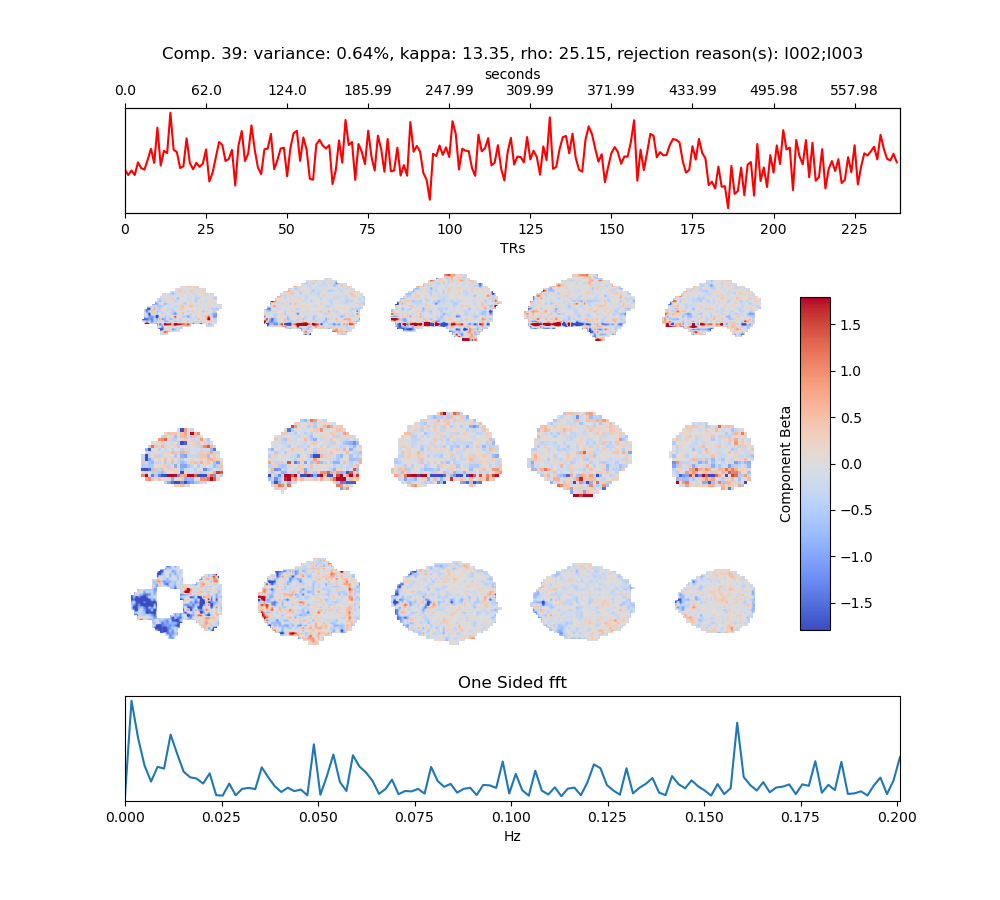 Comp. 39: variance: 0.64%, kappa: 13.35, rho: 25.15, rejection reason(s): I002;I003
seconds
0.0 62.0 124.0 185.99 247.99 309.99 371.99 433.99 495.98 557.98
0 25 50 75 100 125 150 175 200 225
TRs
1.5
1.0
0.5
0.0
−0.5
−1.0
−1.5
Component Beta
One Sided fft
0.000 0.025 0.050 0.075 0.100 0.125 0.150 0.175 0.200
Hz